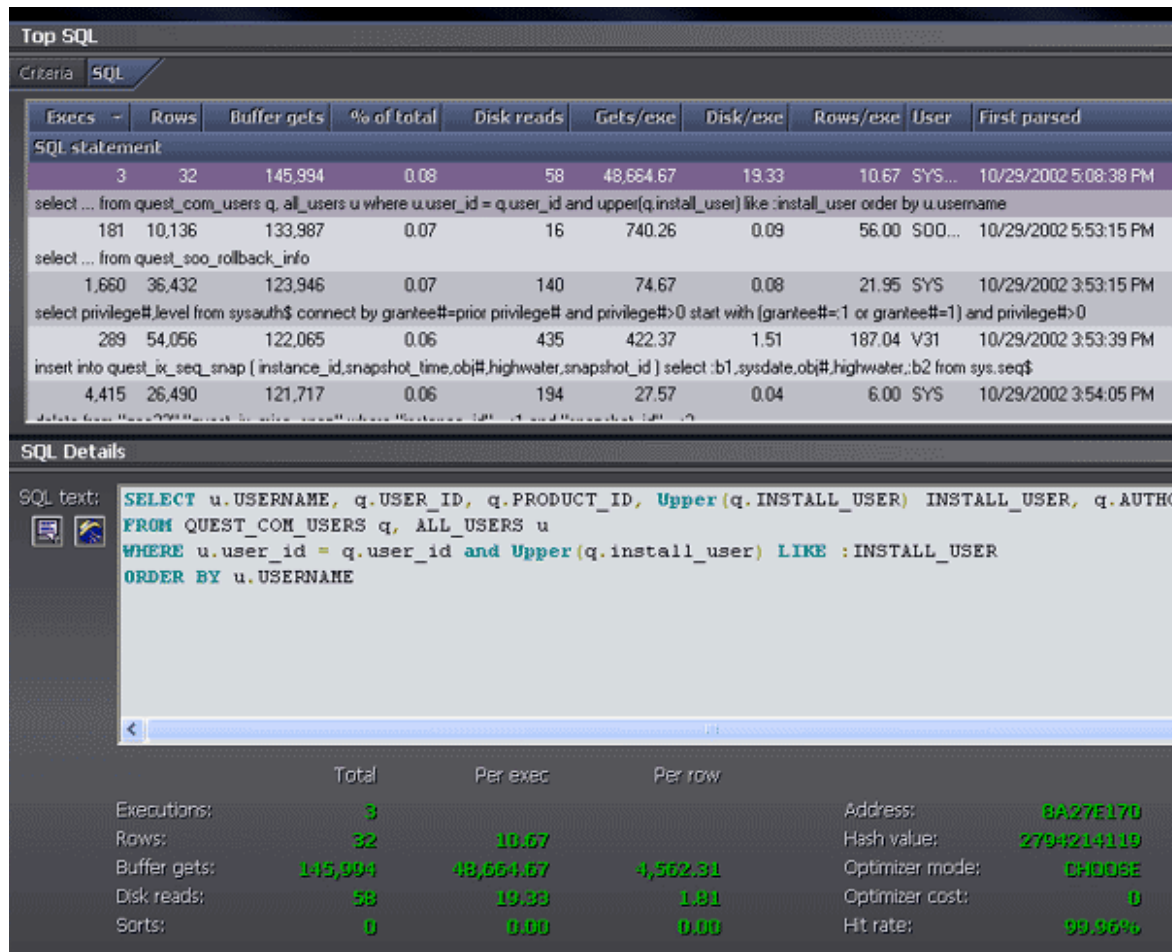 Top SQL
Criteria SQL
Execs Rows Buffer gets % of total Disk reads Gets/exe Disk/exe Rows/exe User First parsed
SQL statement
3 32 145,994 0.08 58 48,664.67 19.33 10.67 SYS... 10/29/2002 5:08:38 PM
select ... from quest_com_users q, all_users u where u.user_id = q.user_id and upper(q.install_user) like :install_user order by u.username
181 10,136 133,987 0.07 16 740.26 0.09 56.00 SOO... 10/29/2002 5:53:15 PM
select ... from quest_soo_rollback_info
1,660 36,432 123,946 0.07 140 74.67 0.08 21.95 SYS 10/29/2002 3:53:15 PM
select privilege#,level from sysauth$ connect by grantee#=prior privilege# and privilege#>0 start with (grantee#=:1 or grantee#=1) and privilege#>0
289 54,056 122,065 0.06 435 422.37 1.51 187.04 V31 10/29/2002 3:53:39 PM
insert into quest_ix_seq_snap ( instance_id,snapshot_time,obj#,highwater,snapshot_id ) select :b1,sysdate,obj#,highwater,:b2 from sys.seq$
4,415 26,490 121,717 0.06 194 27.57 0.04 6.00 SYS 10/29/2002 3:54:05 PM
SQL Details
SQL text:
SELECT u.USERNAME, q.USER_ID, q.PRODUCT_ID, Upper(q.INSTALL_USER) INSTALL_USER, q.AUTHO
FROM QUEST_COM_USERS q, ALL_USERS u
WHERE u.user_id = q.user_id and Upper(q.install_user) LIKE :INSTALL_USER
ORDER BY u.USERNAME
Total Per exec Per row
Executions: 3 Address: 8A27E170
Rows: 32 10.67 Hash value: 2794214119
Buffer gets: 145,994 48,664.67 4,562.31 Optimizer mode: CHOOSE
Disk reads: 58 19.33 1.81 Optimizer cost: 0
Sorts: 0 0.00 0.00 Hit rate: 99.96%